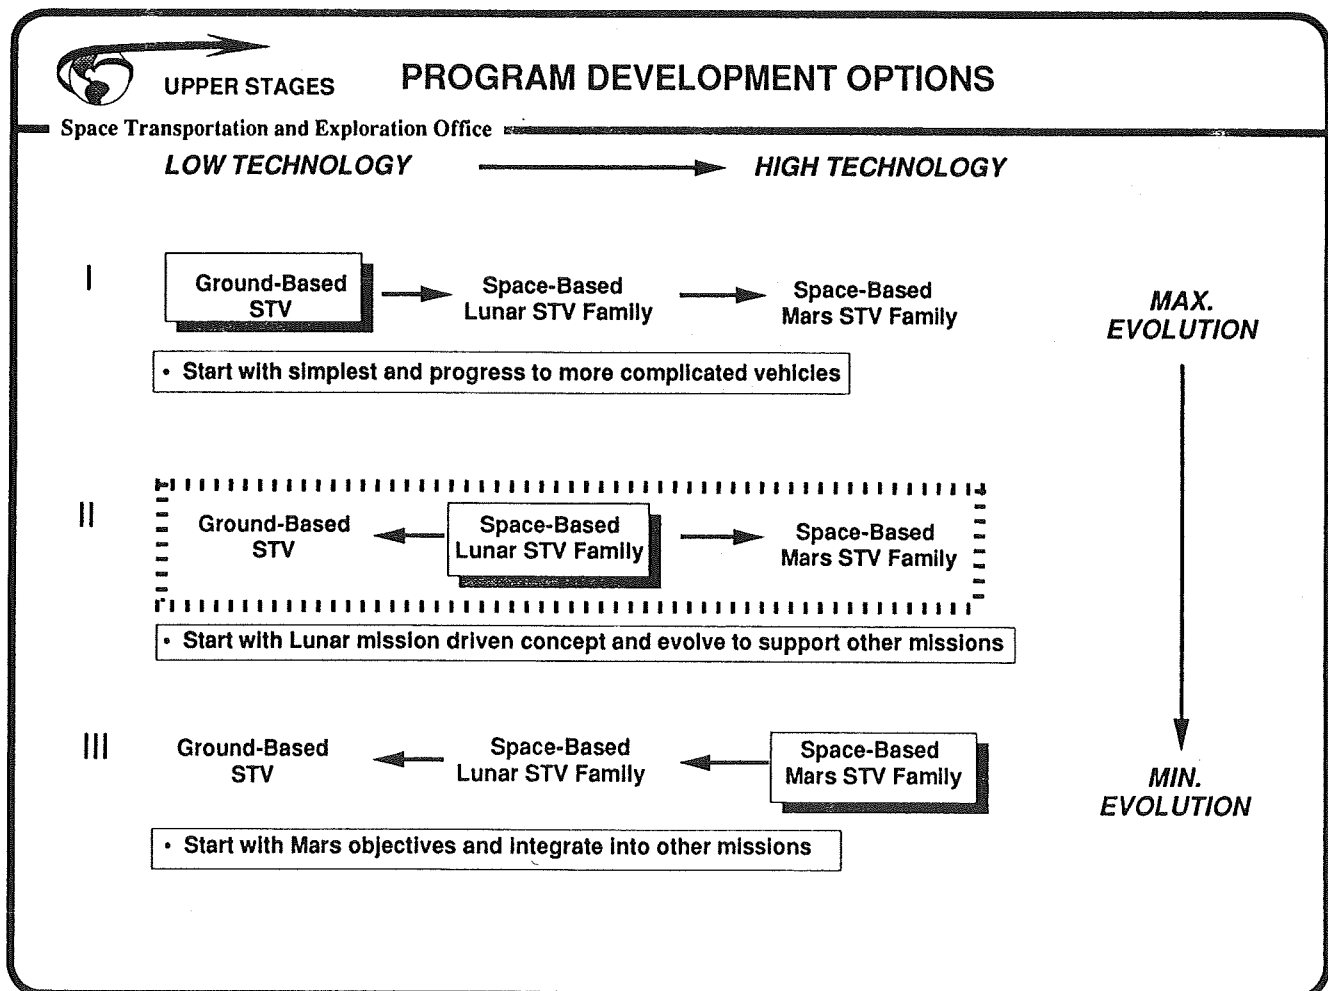 UPPER STAGES
PROGRAM DEVELOPMENT OPTIONS
Space Transportation and Exploration Office
LOW TECHNOLOGY
HIGH TECHNOLOGY
I
Ground-Based
STV
Space-Based
Lunar STV Family
Space-Based
Mars STV Family
MAX.
EVOLUTION
• Start with simplest and progress to more complicated vehicles
II
Ground-Based
STV
Space-Based
Lunar STV Family
Space-Based
Mars STV Family
• Start with Lunar mission driven concept and evolve to support other missions
III
Ground-Based
STV
Space-Based
Lunar STV Family
Space-Based
Mars STV Family
MIN.
EVOLUTION
• Start with Mars objectives and integrate into other missions